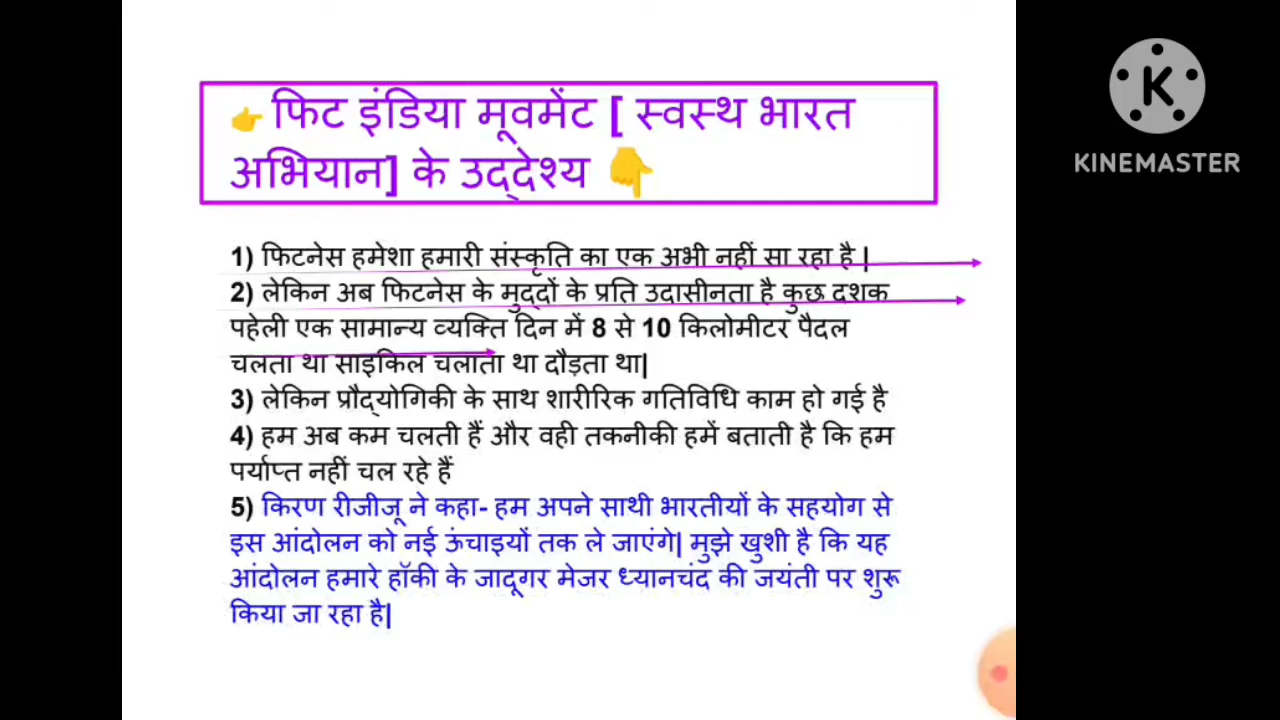 👉 फिट इंडिया मूवमेंट [ स्वस्थ भारत
अभियान] के उद्देश्य 👇
1) फिटनेस हमेशा हमारी संस्कृति का एक अभी नहीं सा रहा है |
2) लेकिन अब फिटनेस के मुद्दों के प्रति उदासीनता है कुछ दशक
पहेली एक सामान्य व्यक्ति दिन में 8 से 10 किलोमीटर पैदल
चलता था साइकिल चलाता था दौड़ता था|
3) लेकिन प्रौद्योगिकी के साथ शारीरिक गतिविधि काम हो गई है
4) हम अब कम चलती हैं और वही तकनीकी हमें बताती है कि हम
पर्याप्त नहीं चल रहे हैं
5) किरण रीजीजू ने कहा- हम अपने साथी भारतीयों के सहयोग से
इस आंदोलन को नई ऊंचाइयों तक ले जाएंगे| मुझे खुशी है कि यह
आंदोलन हमारे हॉकी के जादूगर मेजर ध्यानचंद की जयंती पर शुरू
किया जा रहा है|
K
KINEMASTER